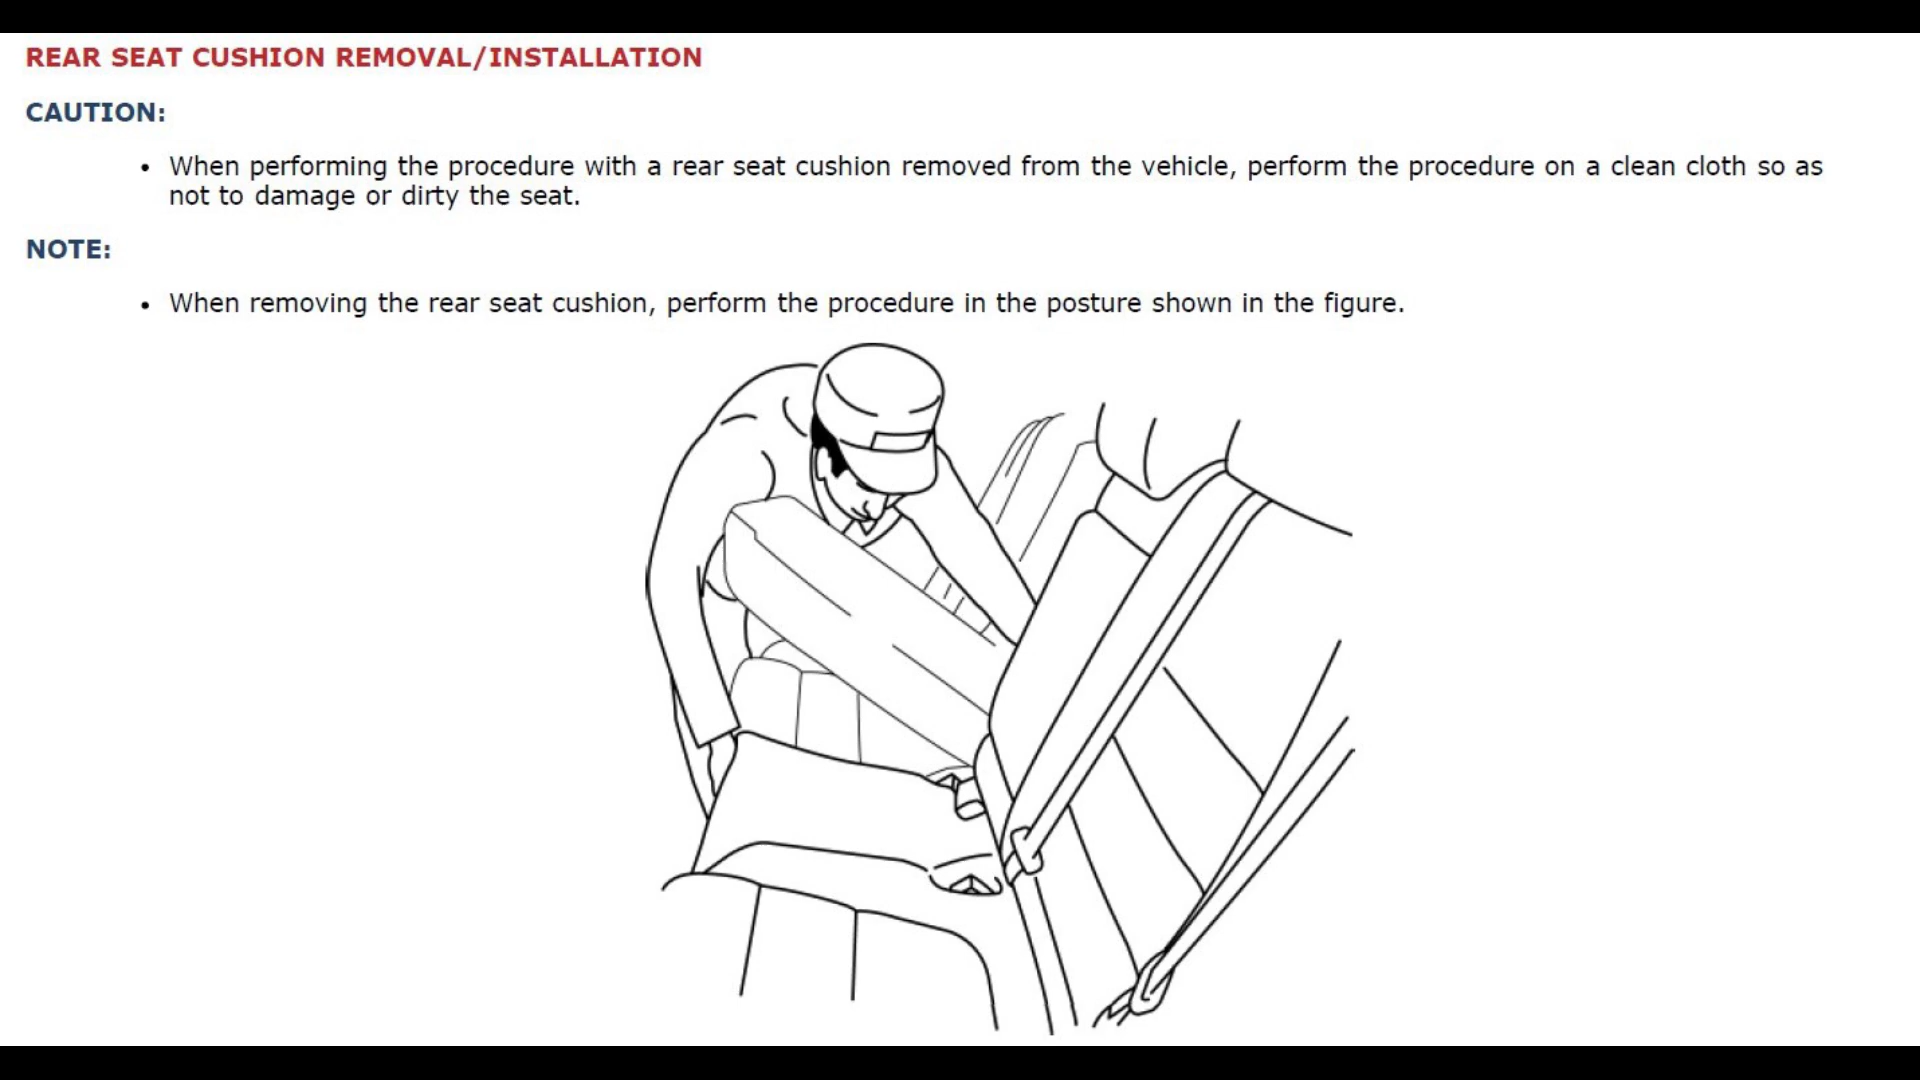 REAR SEAT CUSHION REMOVAL/INSTALLATION
CAUTION:
• When performing the procedure with a rear seat cushion removed from the vehicle, perform the procedure on a clean cloth so as
not to damage or dirty the seat.
NOTE:
• When removing the rear seat cushion, perform the procedure in the posture shown in the figure.